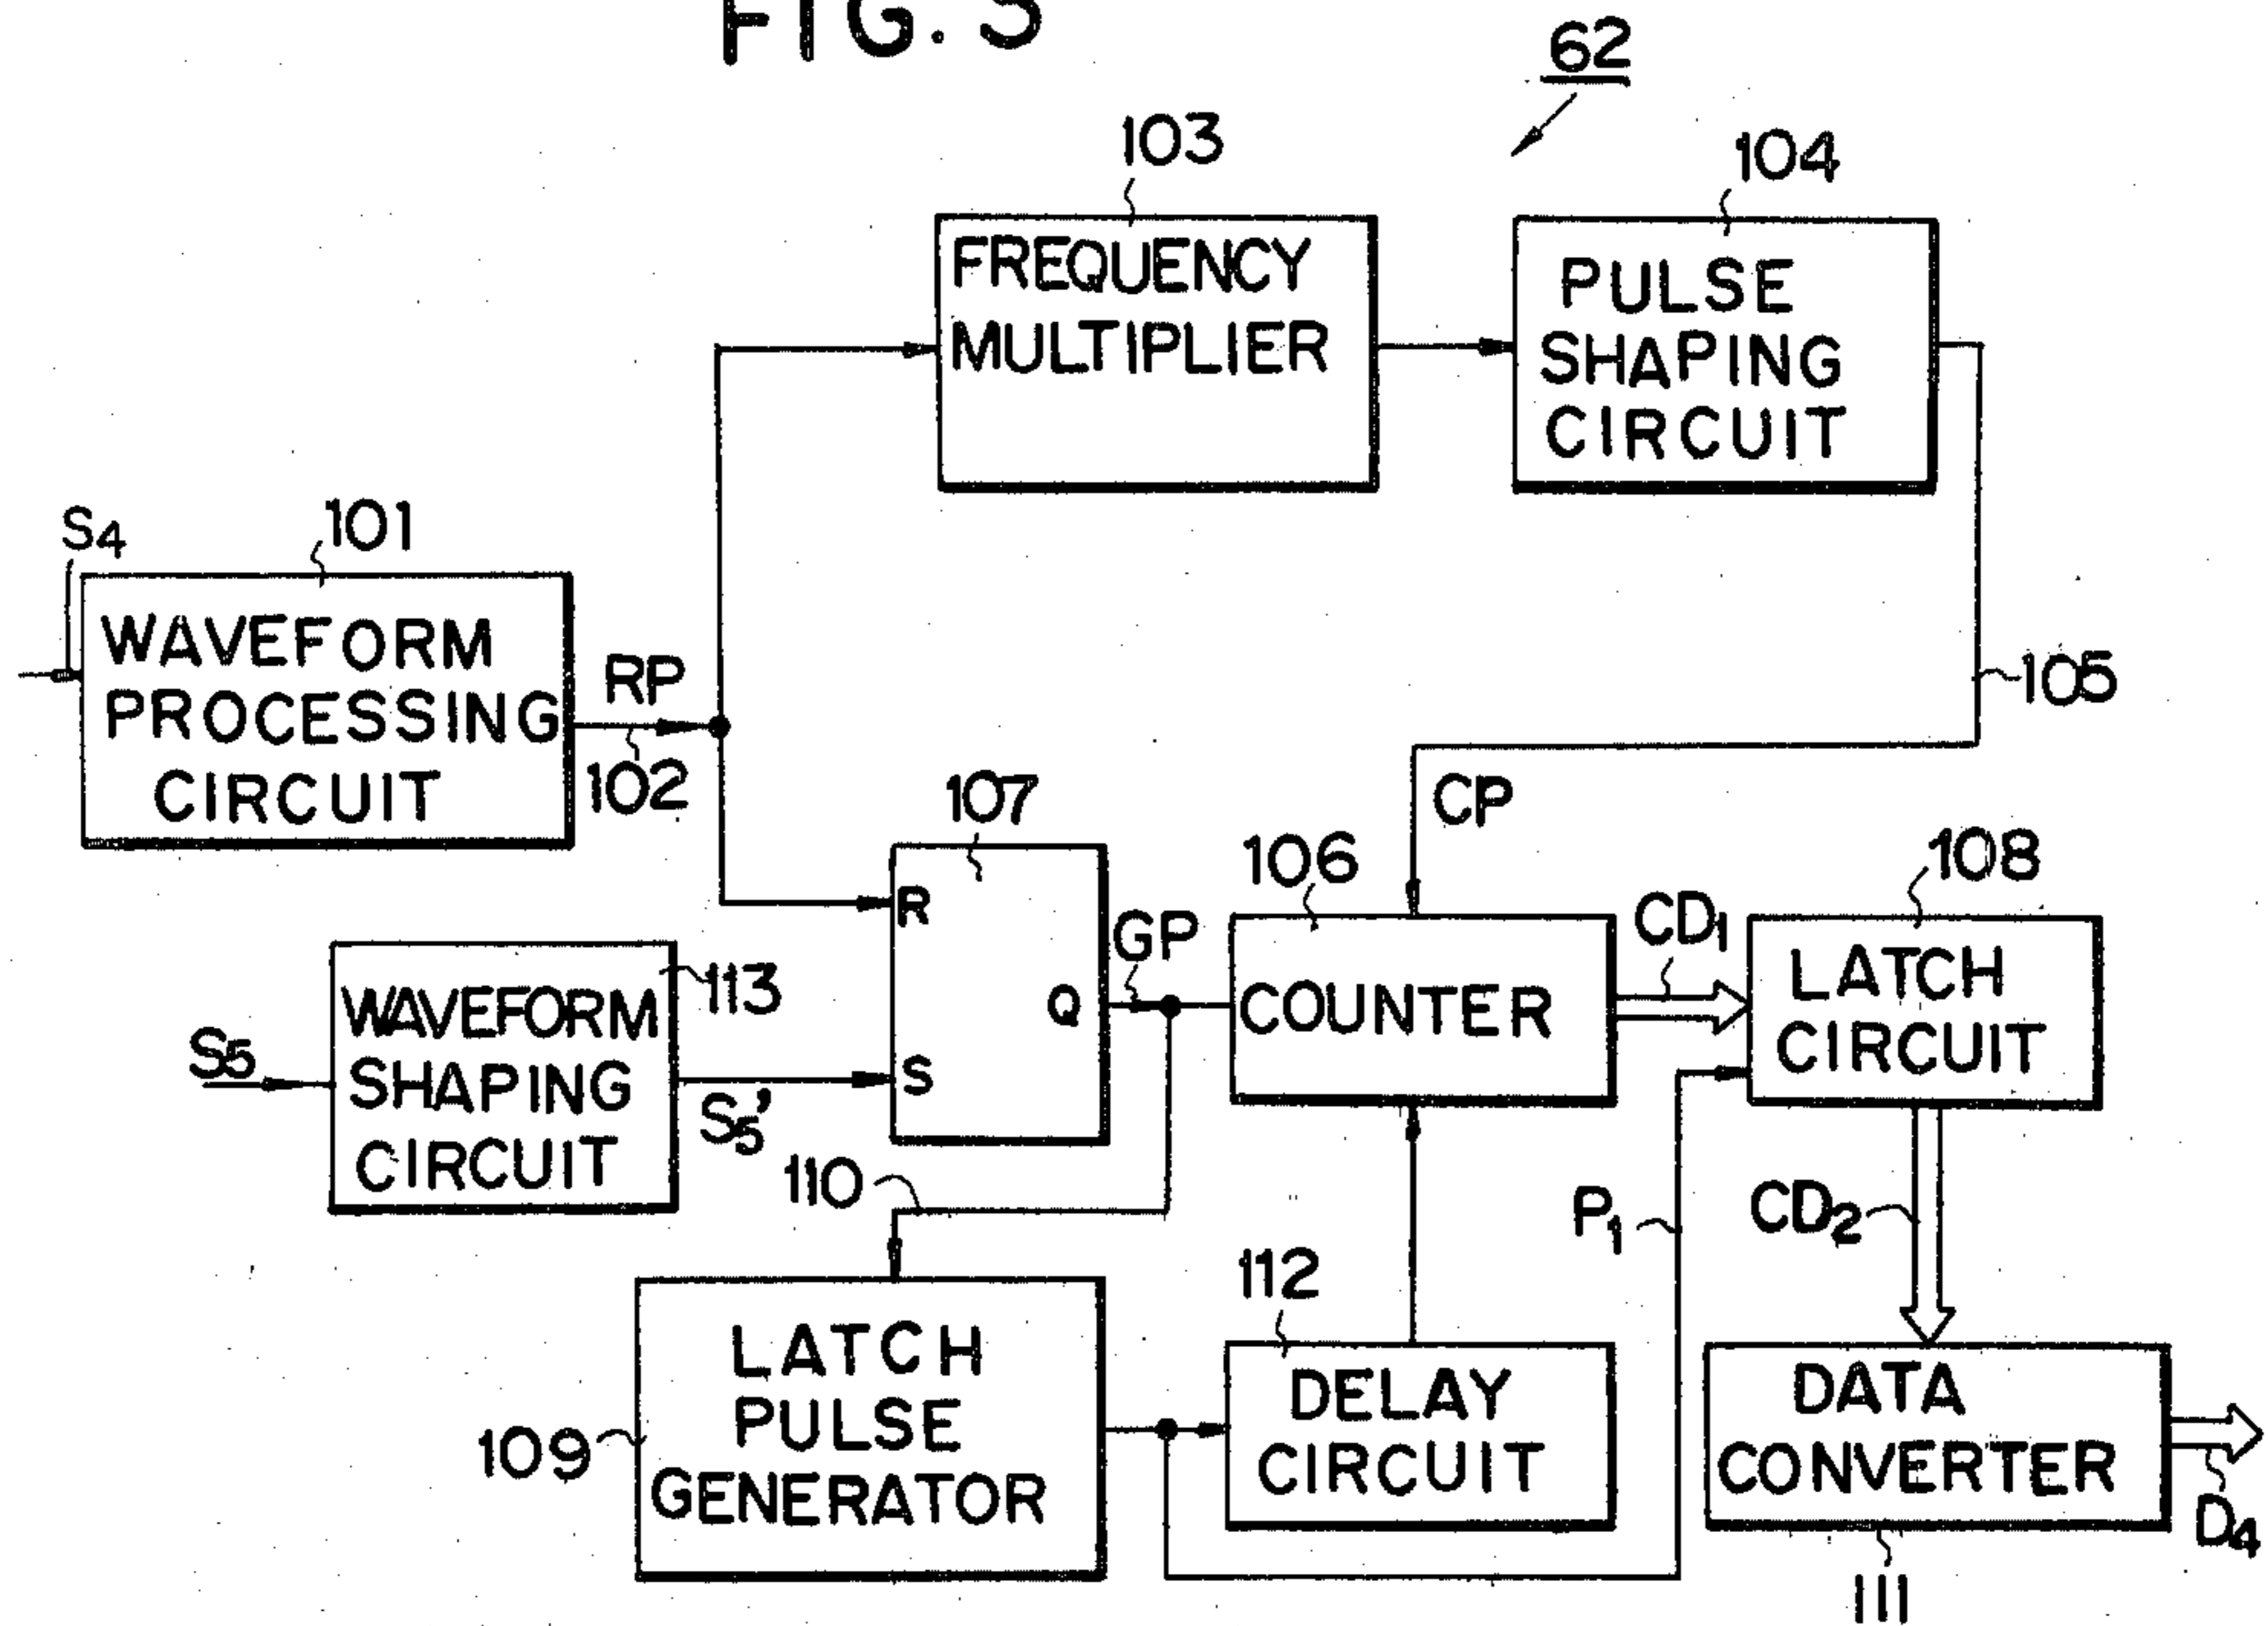 FIG. 5
62
103
104
FREQUENCY
MULTIPLIER
PULSE
SHAPING
CIRCUIT
S4
101
WAVEFORM
PROCESSING
CIRCUIT
RP
102
105
CP
107
R
S
Q
GP
106
COUNTER
CD1
108
LATCH
CIRCUIT
S5
WAVEFORM
SHAPING
CIRCUIT
113
S5'
110
LATCH
PULSE
GENERATOR
109
112
DELAY
CIRCUIT
P1
CD2
DATA
CONVERTER
D4
111